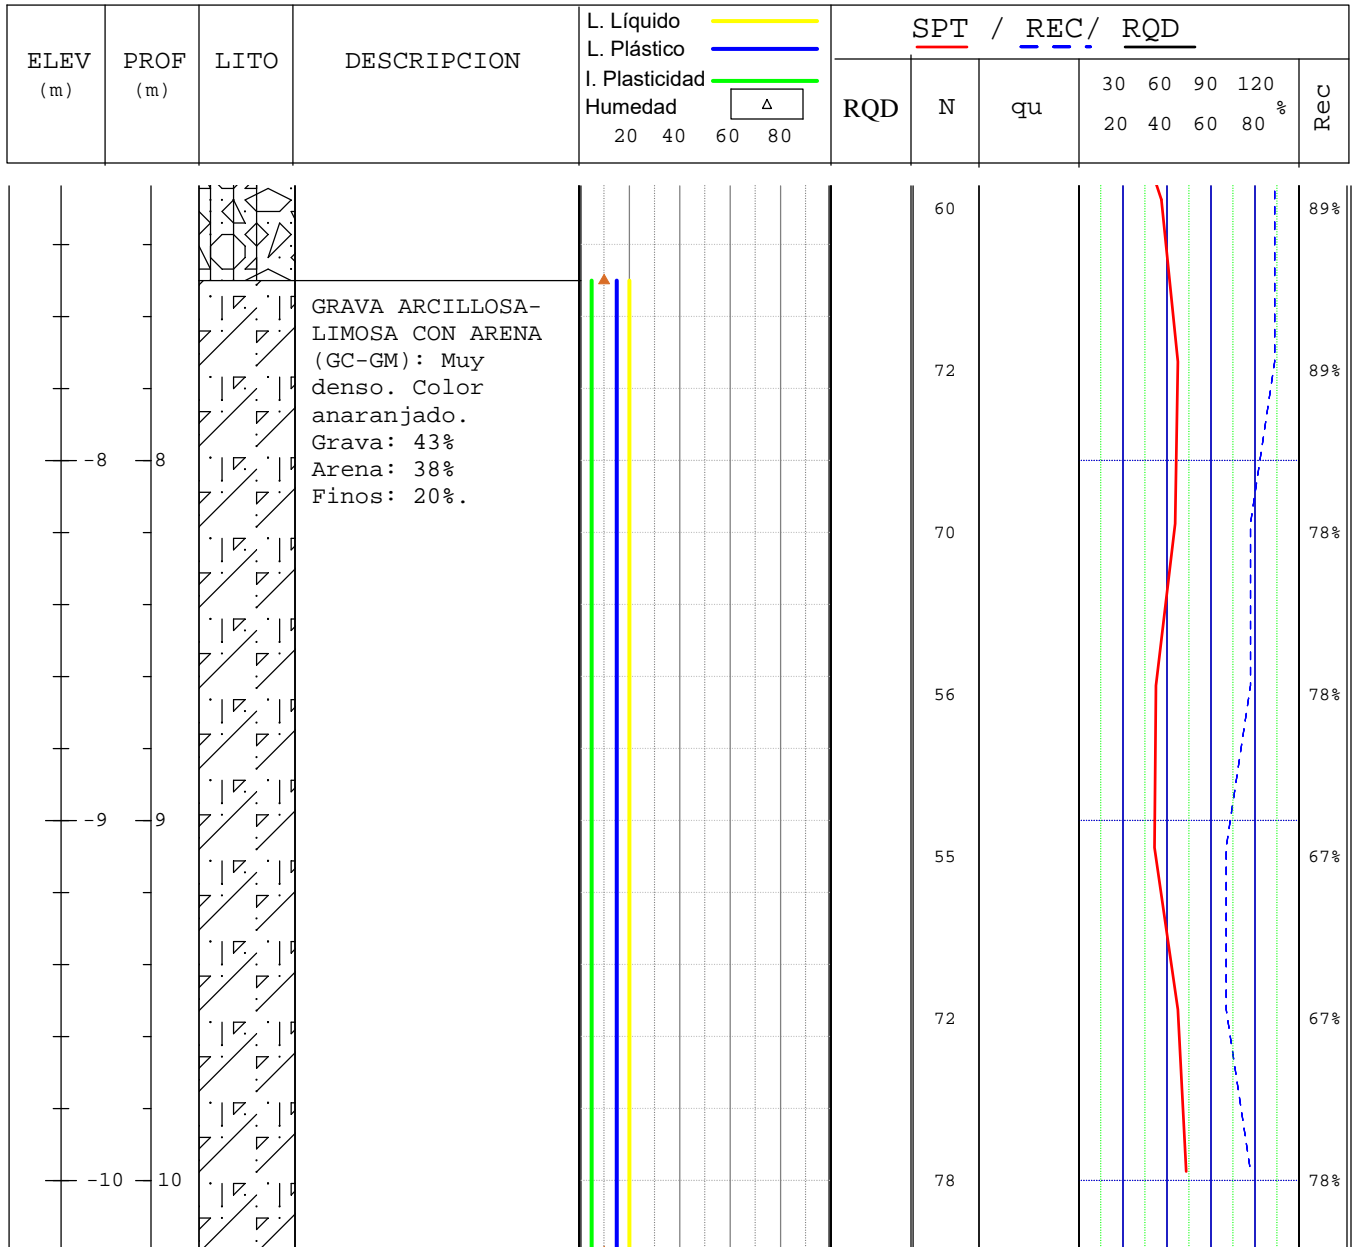 ELEV
(m)
PROF
(m)
LITO
DESCRIPCION
L. Líquido
L. Plástico
I. Plasticidad
Humedad
20 40 60 80
SPT / REC/ RQD
RQD
N
qu
30 60 90 120
20 40 60 80
%
Rec
60 89%
GRAVA ARCILLOSA-
LIMOSA CON ARENA
(GC-GM): Muy
denso. Color
anaranjado.
Grava: 43%
Arena: 38%
Finos: 20%.
72 89%
-8 8
70 78%
56 78%
-9 9
55 67%
72 67%
-10 10
78 78%